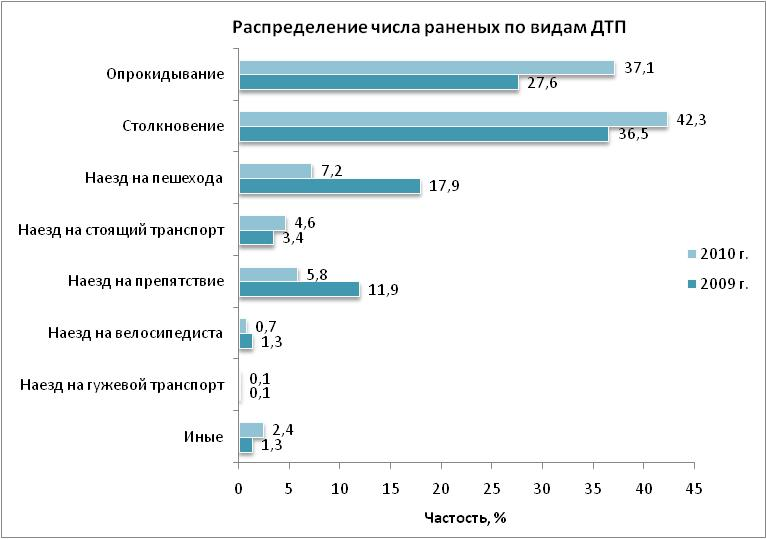 Распределение числа раненых по видам ДТП
Опрокидывание
37,1
27,6
Столкновение
42,3
36,5
Наезд на пешехода
7,2
17,9
Наезд на стоящий транспорт
4,6
3,4
Наезд на препятствие
5,8
11,9
Наезд на велосипедиста
0,7
1,3
Наезд на гужевой транспорт
0,1
0,1
Иные
2,4
1,3
2010 г.
2009 г.
0 5 10 15 20 25 30 35 40 45
Частость, %